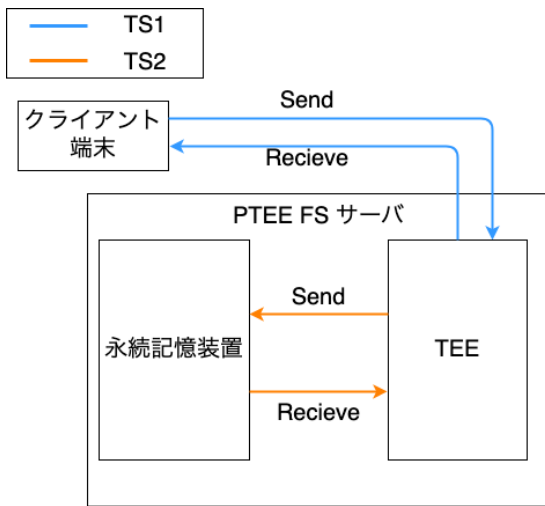 TS1
TS2
Send
クライアント
端末
Recieve
PTEE FS サーバ
Send
永続記憶装置
TEE
Recieve